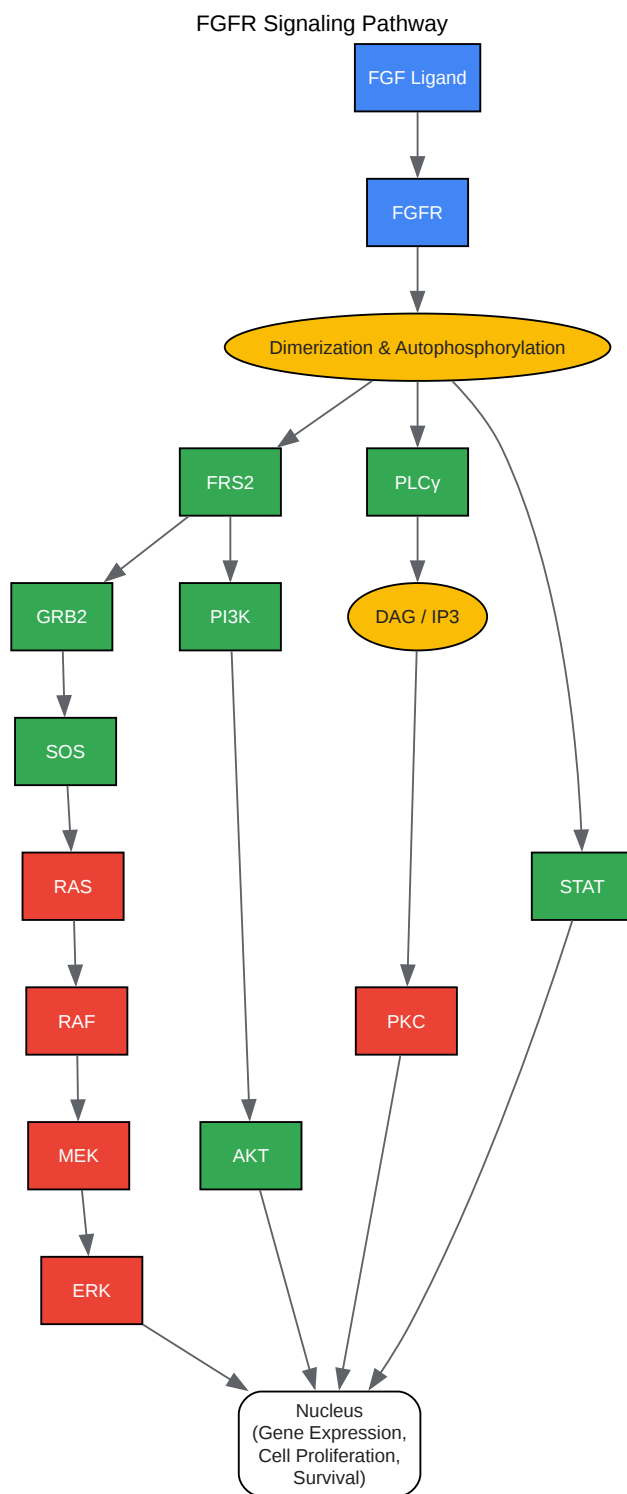 FGFR Signaling Pathway
FGF Ligand
FGFR
Dimerization & Autophosphorylation
FRS2
PLCγ
GRB2
PI3K
DAG / IP3
SOS
RAS
STAT
RAF
PKC
MEK
AKT
ERK
Nucleus
(Gene Expression,
Cell Proliferation,
Survival)